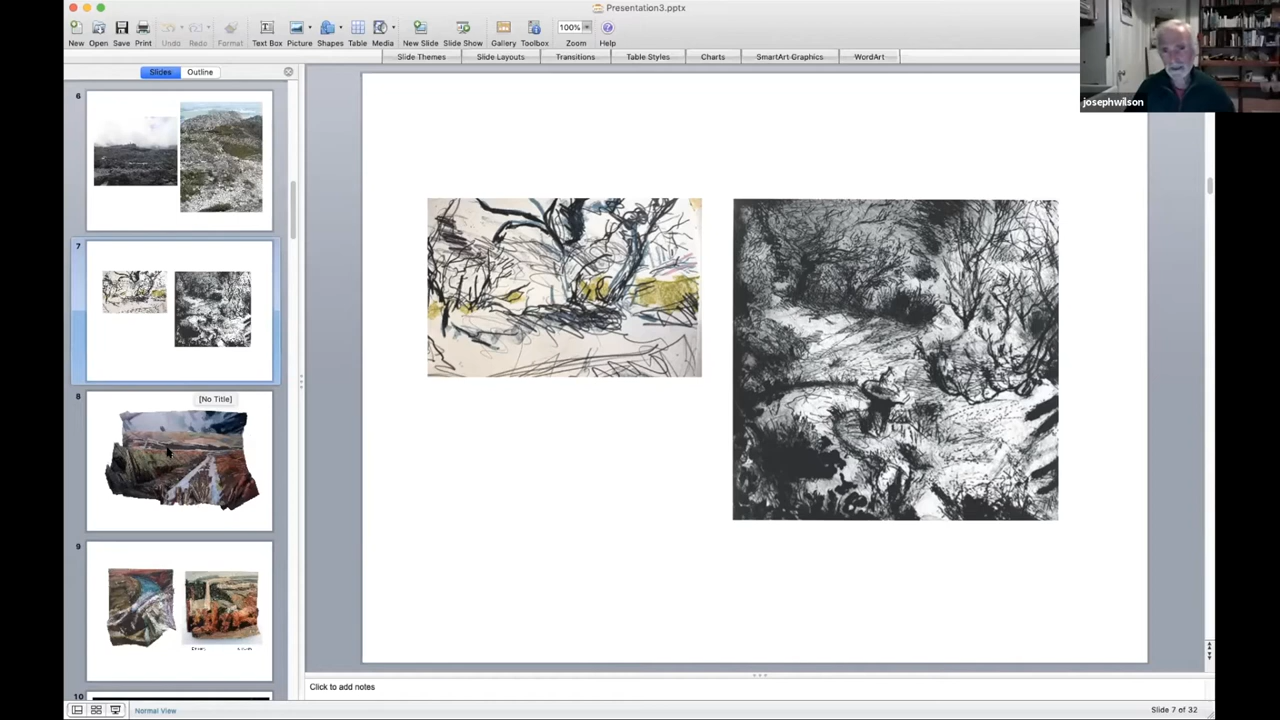 Presentation3.pptx
New Open Save Print Undo Redo Format Text Box Picture Shapes Table Media New Slide Slide Show Gallery Toolbox Zoom Help
100%
Slide Themes Slide Layouts Transitions Table Styles Charts SmartArt Graphics WordArt
josephwilson
Slides Outline
6
7
8
[No Title]
9
10
Click to add notes
Normal View
Slide 7 of 32